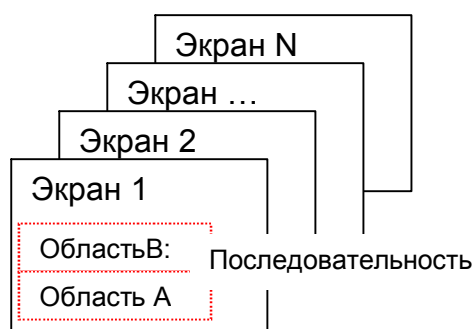 Экран N
Экран …
Экран 2
Экран 1
ОбластьВ:
Последовательность
Область А